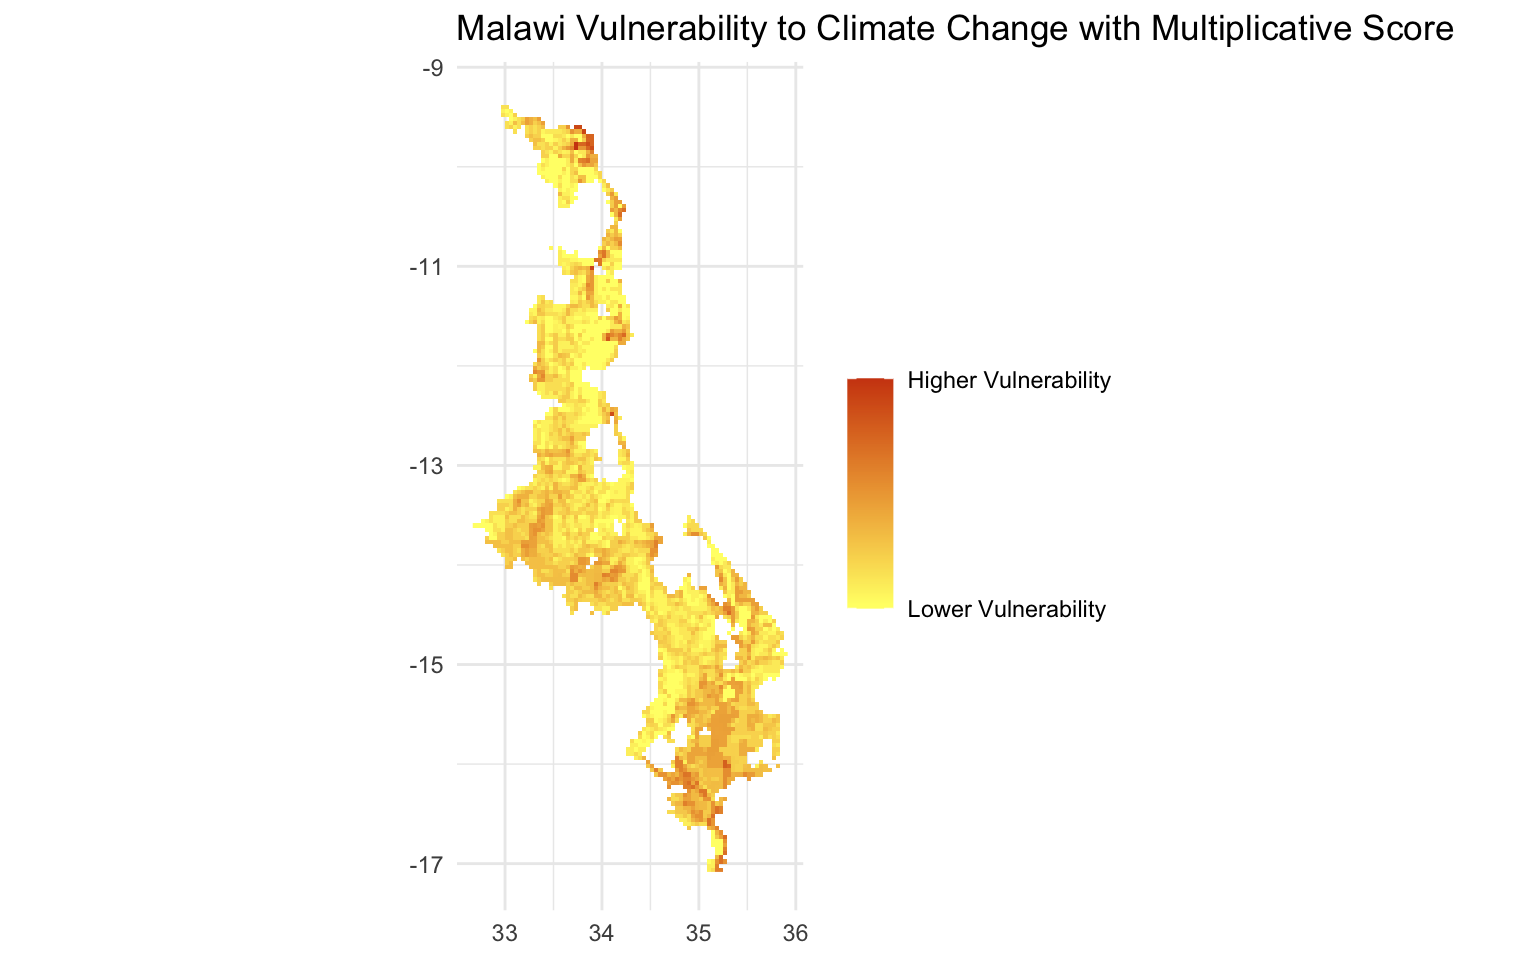 Malawi Vulnerability to Climate Change with Multiplicative Score
-9
-11
-13
-15
-17
33 34 35 36
Higher Vulnerability
Lower Vulnerability